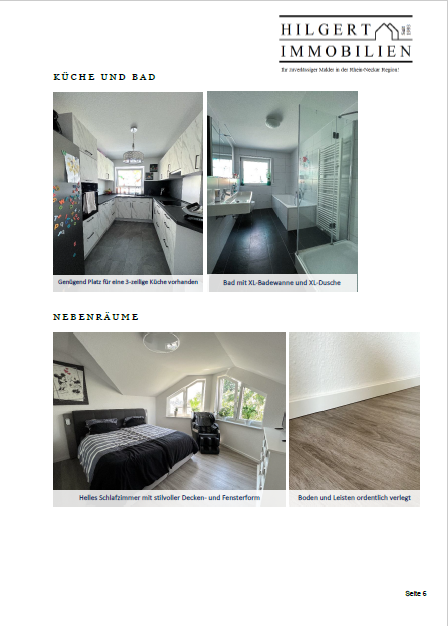 HILGERT
IMMOBILIEN
Ihr zuverlässiger Makler in der Rhein-Neckar Region!
KÜCHE UND BAD
Genügend Platz für eine 3-zeilige Küche vorhanden
Bad mit XL-Badewanne und XL-Dusche
NEBENRÄUME
Helles Schlafzimmer mit stilvoller Decken- und Fensterform
Boden und Leisten ordentlich verlegt
Seite 6